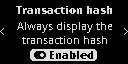 Transaction hash
Always display the
transaction hash
Enabled